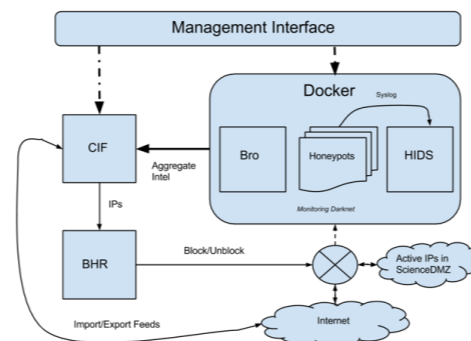 Management Interface
Docker
Syslog
CIF
Bro
Honeypots
HIDS
Aggregate
Intel
IPs
Monitoring Darknet
BHR
Block/Unblock
Active IPs in
ScienceDMZ
Import/Export Feeds
Internet